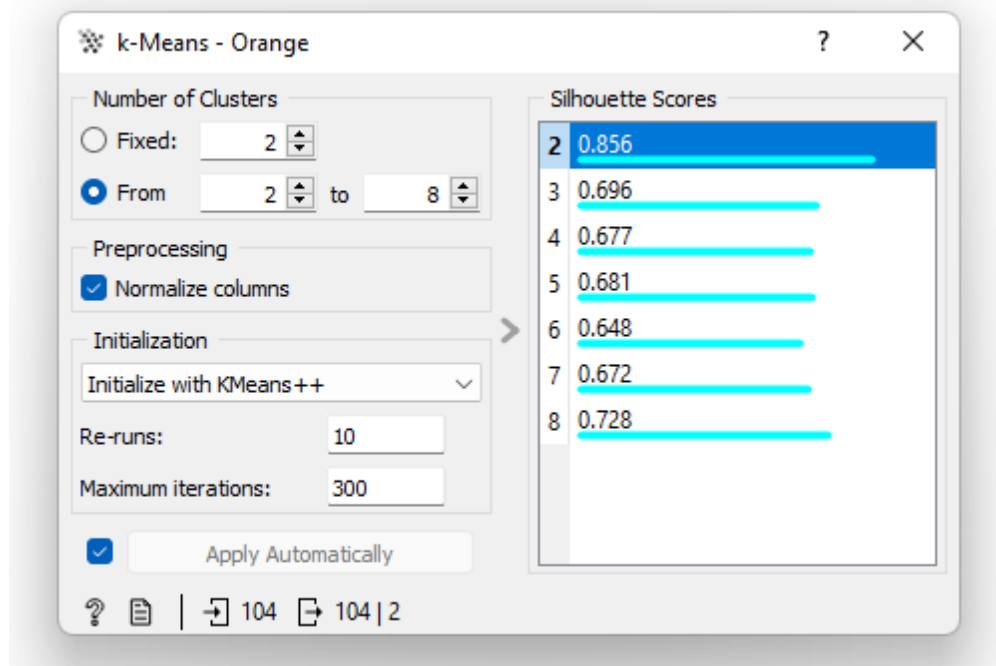 k-Means - Orange ? ×
Number of Clusters
Fixed: 2
From 2 to 8
Preprocessing
Normalize columns
Initialization
Initialize with KMeans++
Re-runs: 10
Maximum iterations: 300
Apply Automatically
? 104 104 | 2
Silhouette Scores
2 0.856
3 0.696
4 0.677
5 0.681
6 0.648
7 0.672
8 0.728